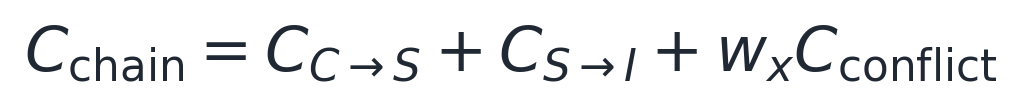 C_chain = C_{C→S} + C_{S→I} + w_x C_conflict